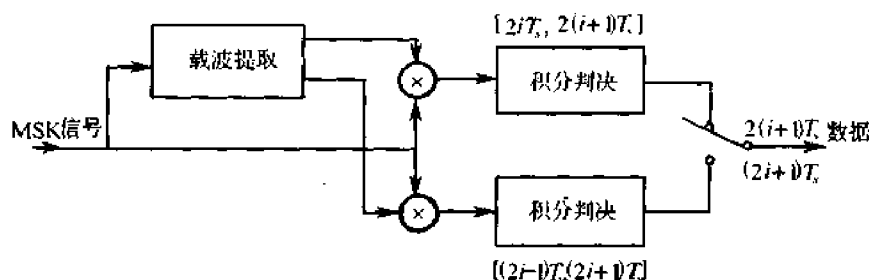 [2iTs, 2(i+1)Ts]
载波提取
×
积分判决
MSK信号
2(i+1)Ts 数据
(2i+1)Ts
×
积分判决
[(2i-1)Ts(2i+1)Ts]